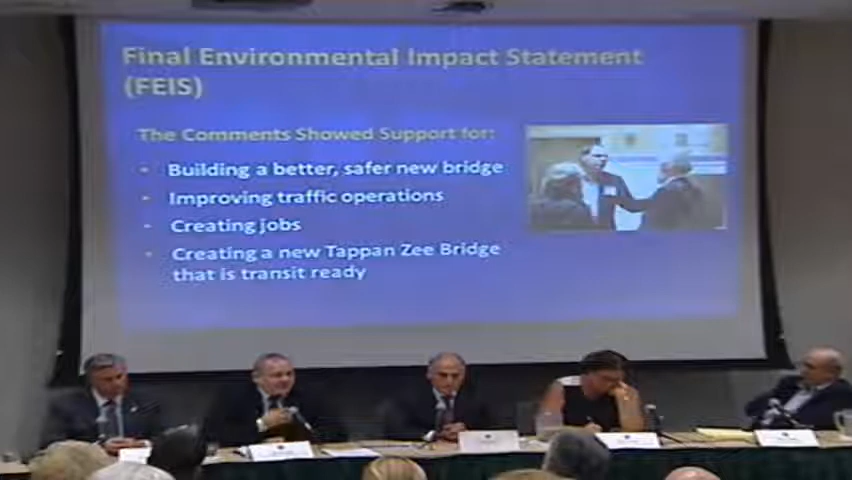 Final Environmental Impact Statement
(FEIS)
The Comments Showed Support for:
• Building a better, safer new bridge
• Improving traffic operations
• Creating jobs
• Creating a new Tappan Zee Bridge
that is transit ready